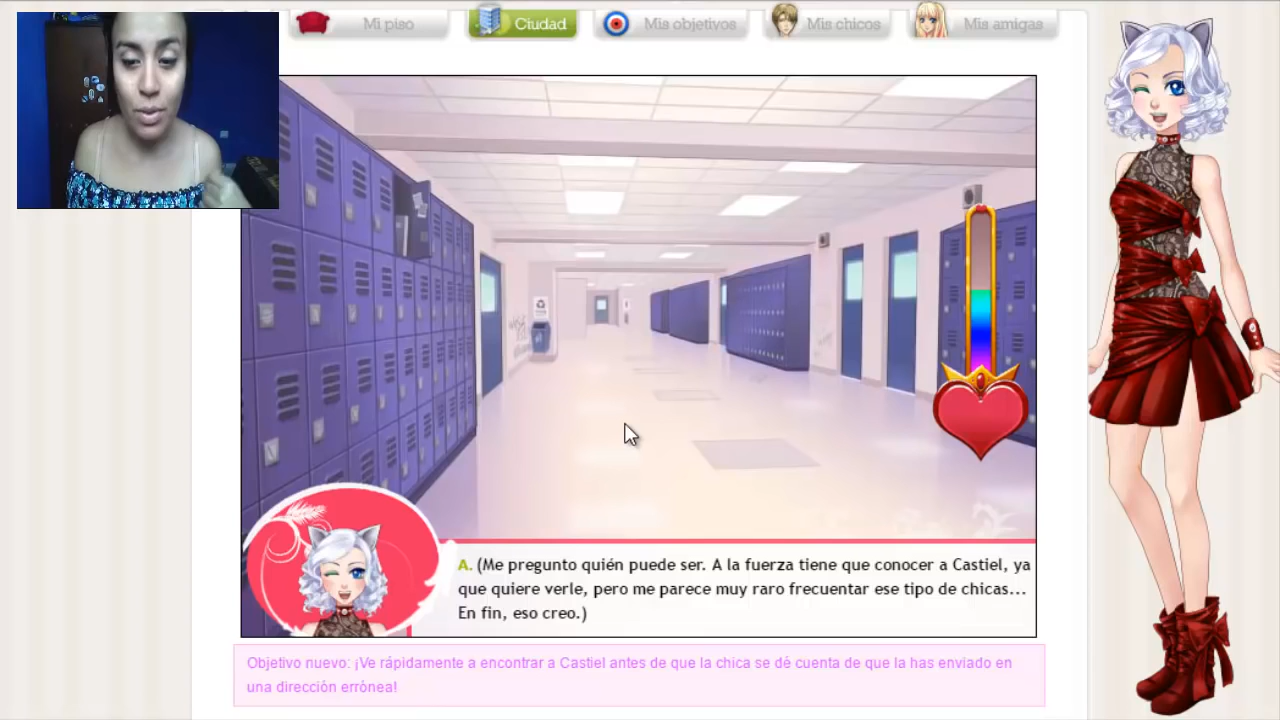 Mi piso
Ciudad
Mis objetivos
Mis chicos
Mis amigas
A. (Me pregunto quién puede ser. A la fuerza tiene que conocer a Castiel, ya
que quiere verle, pero me parece muy raro frecuentar ese tipo de chicas...
En fin, eso creo.)
Objetivo nuevo: ¡Ve rápidamente a encontrar a Castiel antes de que la chica se dé cuenta de que la has enviado en
una dirección errónea!